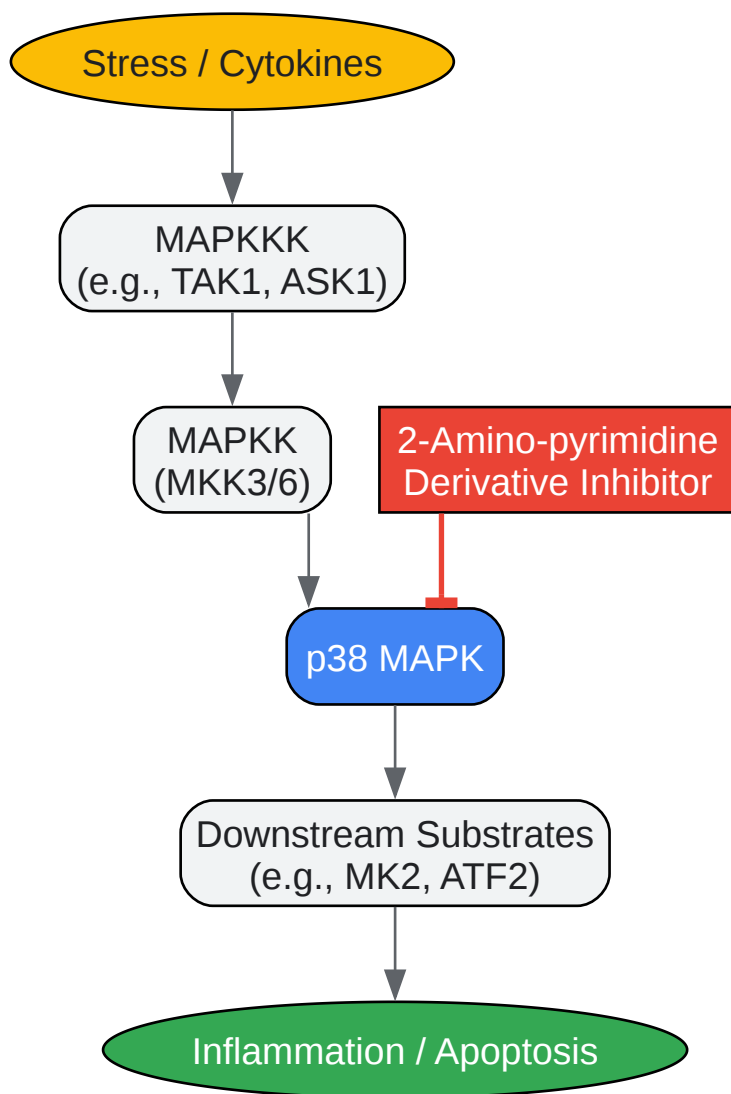 Stress / Cytokines
MAPKKK
(e.g., TAK1, ASK1)
MAPKK
(MKK3/6)
2-Amino-pyrimidine
Derivative Inhibitor
p38 MAPK
Downstream Substrates
(e.g., MK2, ATF2)
Inflammation / Apoptosis